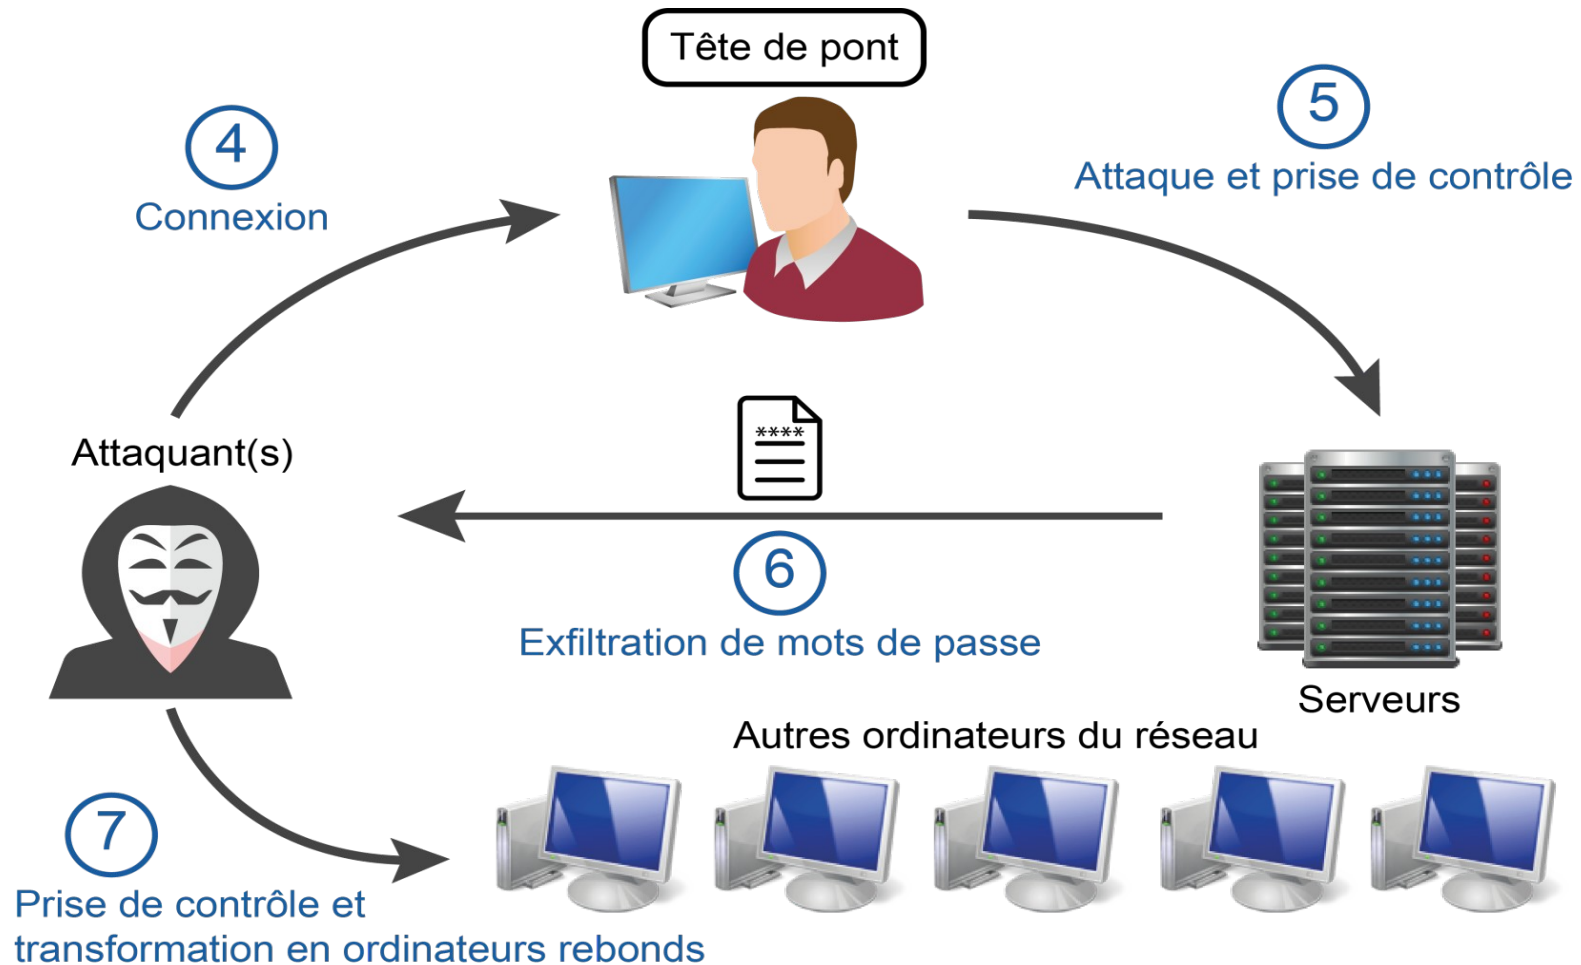 Tête de pont
4
Connexion
5
Attaque et prise de contrôle
Attaquant(s)
****
6
Exfiltration de mots de passe
Serveurs
Autres ordinateurs du réseau
7
Prise de contrôle et
transformation en ordinateurs rebonds